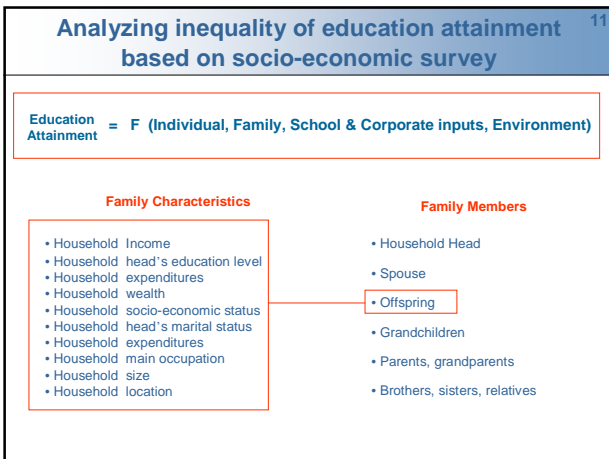 Analyzing inequality of education attainment
based on socio-economic survey
11
Education
Attainment = F (Individual, Family, School & Corporate inputs, Environment)
Family Characteristics
• Household Income
• Household head's education level
• Household expenditures
• Household wealth
• Household socio-economic status
• Household head's marital status
• Household expenditures
• Household main occupation
• Household size
• Household location
Family Members
• Household Head
• Spouse
• Offspring
• Grandchildren
• Parents, grandparents
• Brothers, sisters, relatives